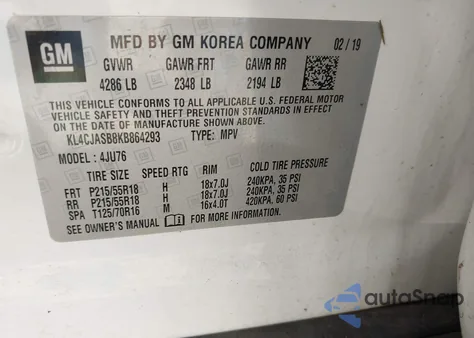 GM
MFD BY GM KOREA COMPANY 02/19
GVWR GAWR FRT GAWR RR
4286 LB 2348 LB 2194 LB
THIS VEHICLE CONFORMS TO ALL APPLICABLE U.S. FEDERAL MOTOR
VEHICLE SAFETY, BUMPER, AND THEFT PREVENTION STANDARDS IN EFFECT
ON THE DATE OF MANUFACTURE SHOWN ABOVE.
KL4CJASB8KB864293 TYPE: MPV
MODEL: 4JU76
TIRE SIZE SPEED RTG RIM COLD TIRE PRESSURE
FRT P215/55R18 H 18x7.0J 240KPA, 35 PSI
RR P215/55R18 H 18x7.0J 240KPA, 35 PSI
SPA T125/70R16 M 16x4.0T 420KPA, 60 PSI
SEE OWNER'S MANUAL FOR MORE INFORMATION.
autoSnap